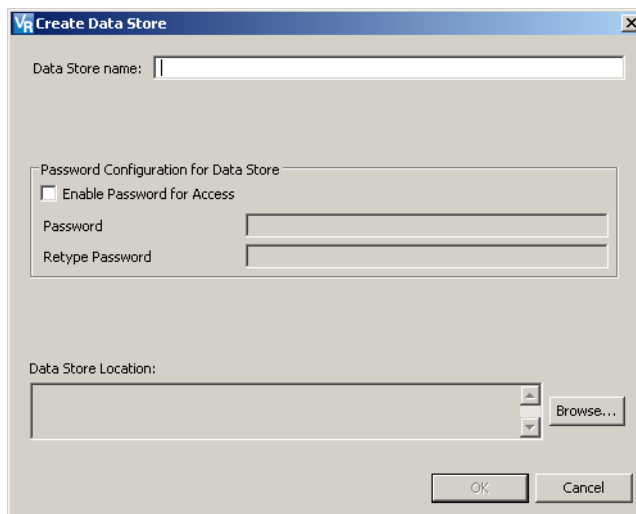 VR Create Data Store
Data Store name:
Password Configuration for Data Store
Enable Password for Access
Password
Retype Password
Data Store Location:
Browse...
OK
Cancel